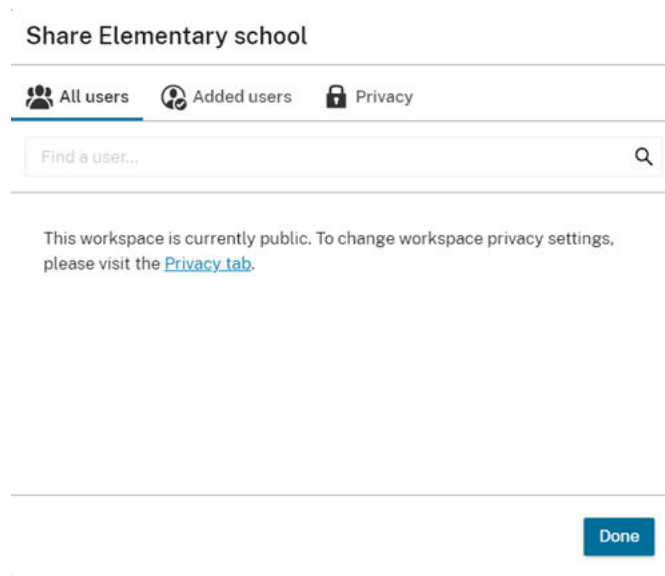 Share Elementary school
All users Added users Privacy
Find a user...
This workspace is currently public. To change workspace privacy settings,
please visit the Privacy tab.
Done